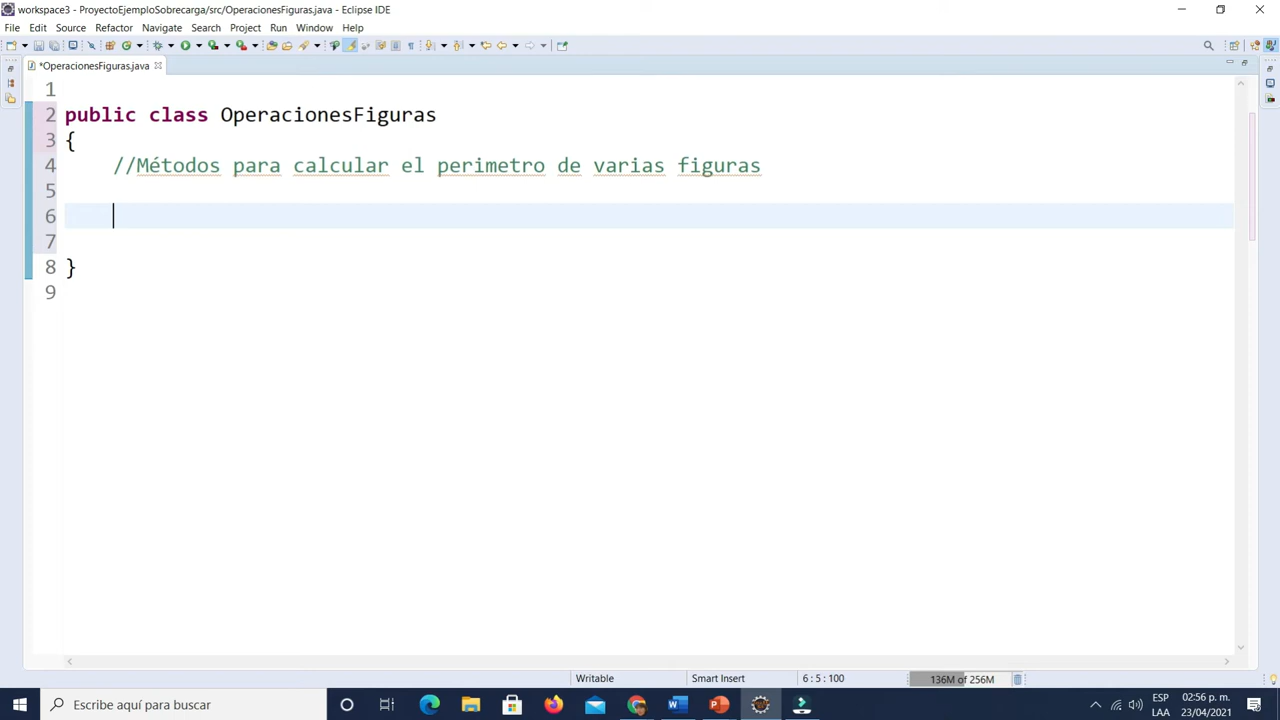 workspace3 - ProyectoEjemploSobrecarga/src/OperacionesFiguras.java - Eclipse IDE
File Edit Source Refactor Navigate Search Project Run Window Help
*OperacionesFiguras.java
1
2 public class OperacionesFiguras
3 {
4 //Métodos para calcular el perimetro de varias figuras
5
6
7
8 }
9
Writable Smart Insert 6 : 5 : 100 136M of 256M
Escribe aquí para buscar
ESP 02:56 p. m.
LAA 23/04/2021